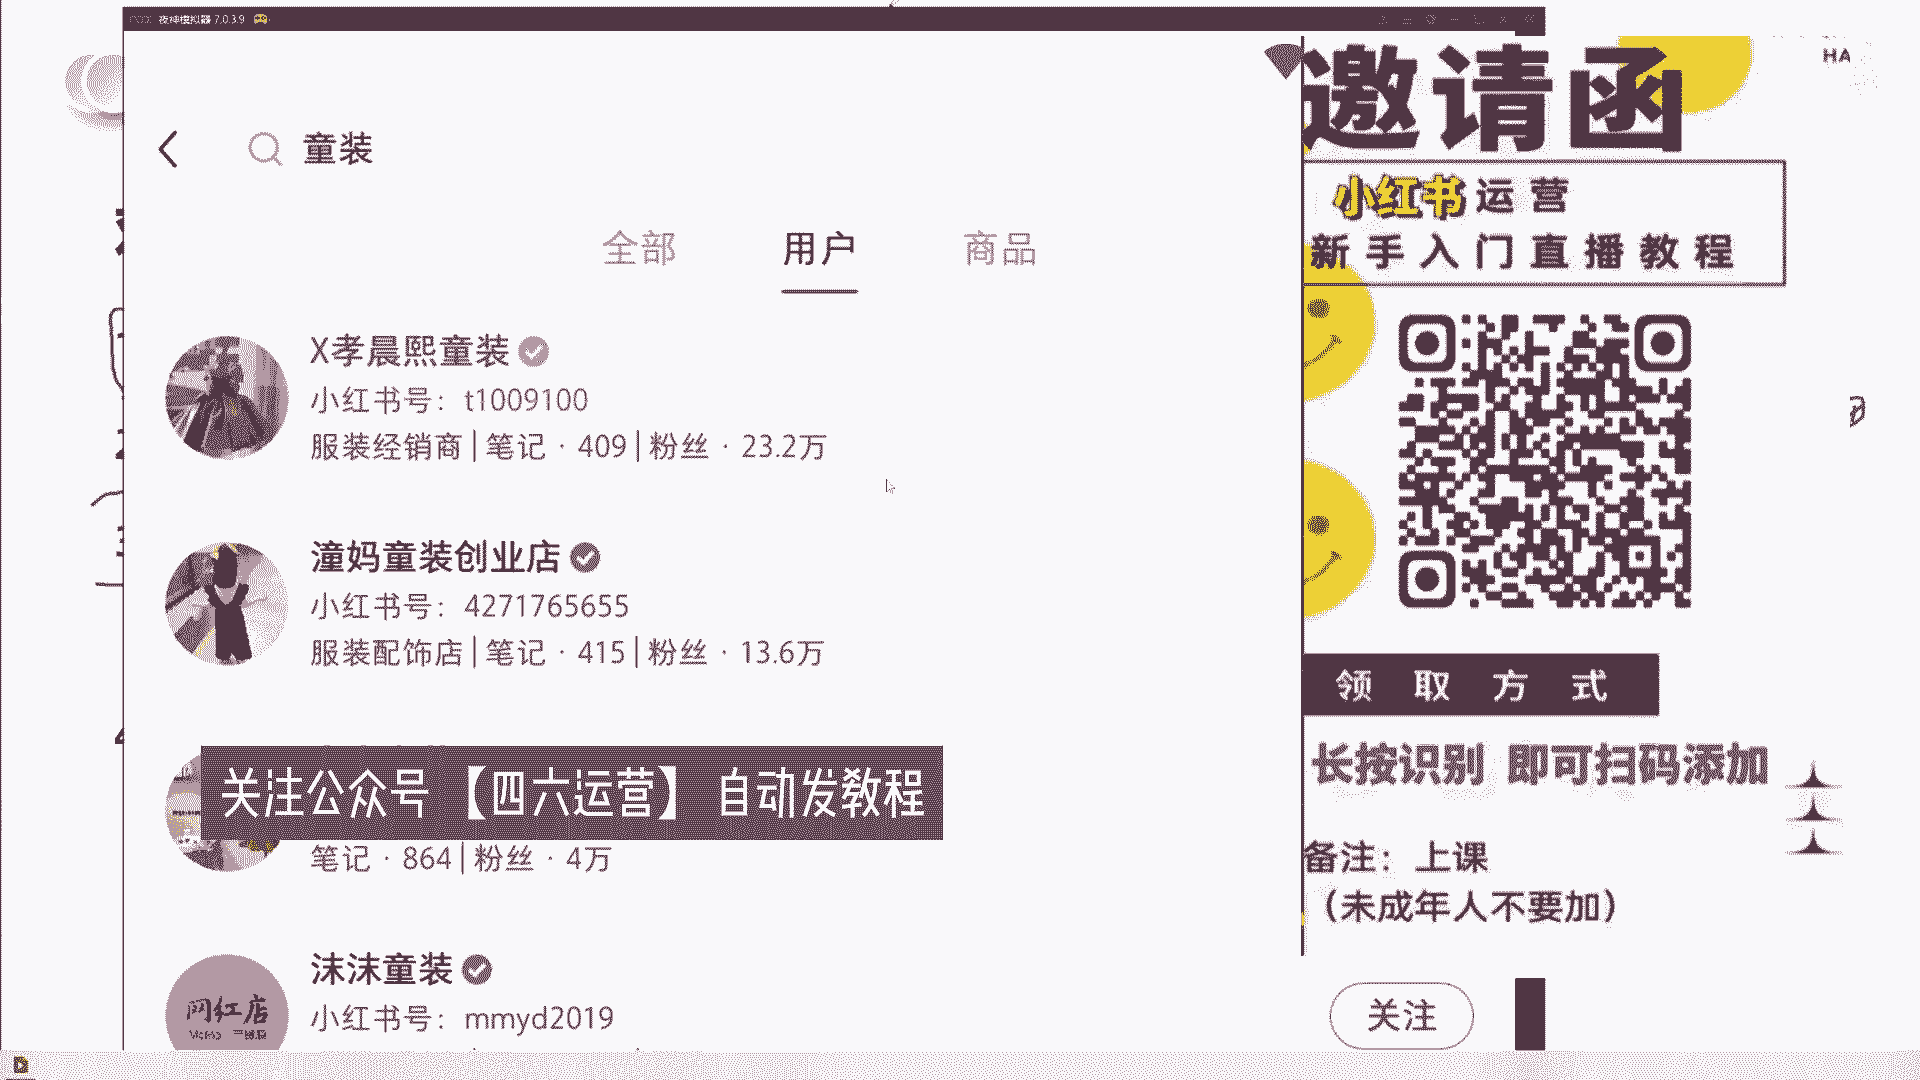 夜神模拟器 7.0.3.9
童装
全部 用户 商品
X孝晨熙童装
小红书号：t1009100
服装经销商 | 笔记 · 409 | 粉丝 · 23.2万
潼妈童装创业店
小红书号：4271765655
服装配饰店 | 笔记 · 415 | 粉丝 · 13.6万
关注公众号 【四六运营】 自动发教程
笔记 · 864 | 粉丝 · 4万
沫沫童装
网红店
小红书号：mmyd2019
关注
HA
邀请函
小红书运营
新手入门直播教程
领取方式
长按识别 即可扫码添加
备注：上课
（未成年人不要加）